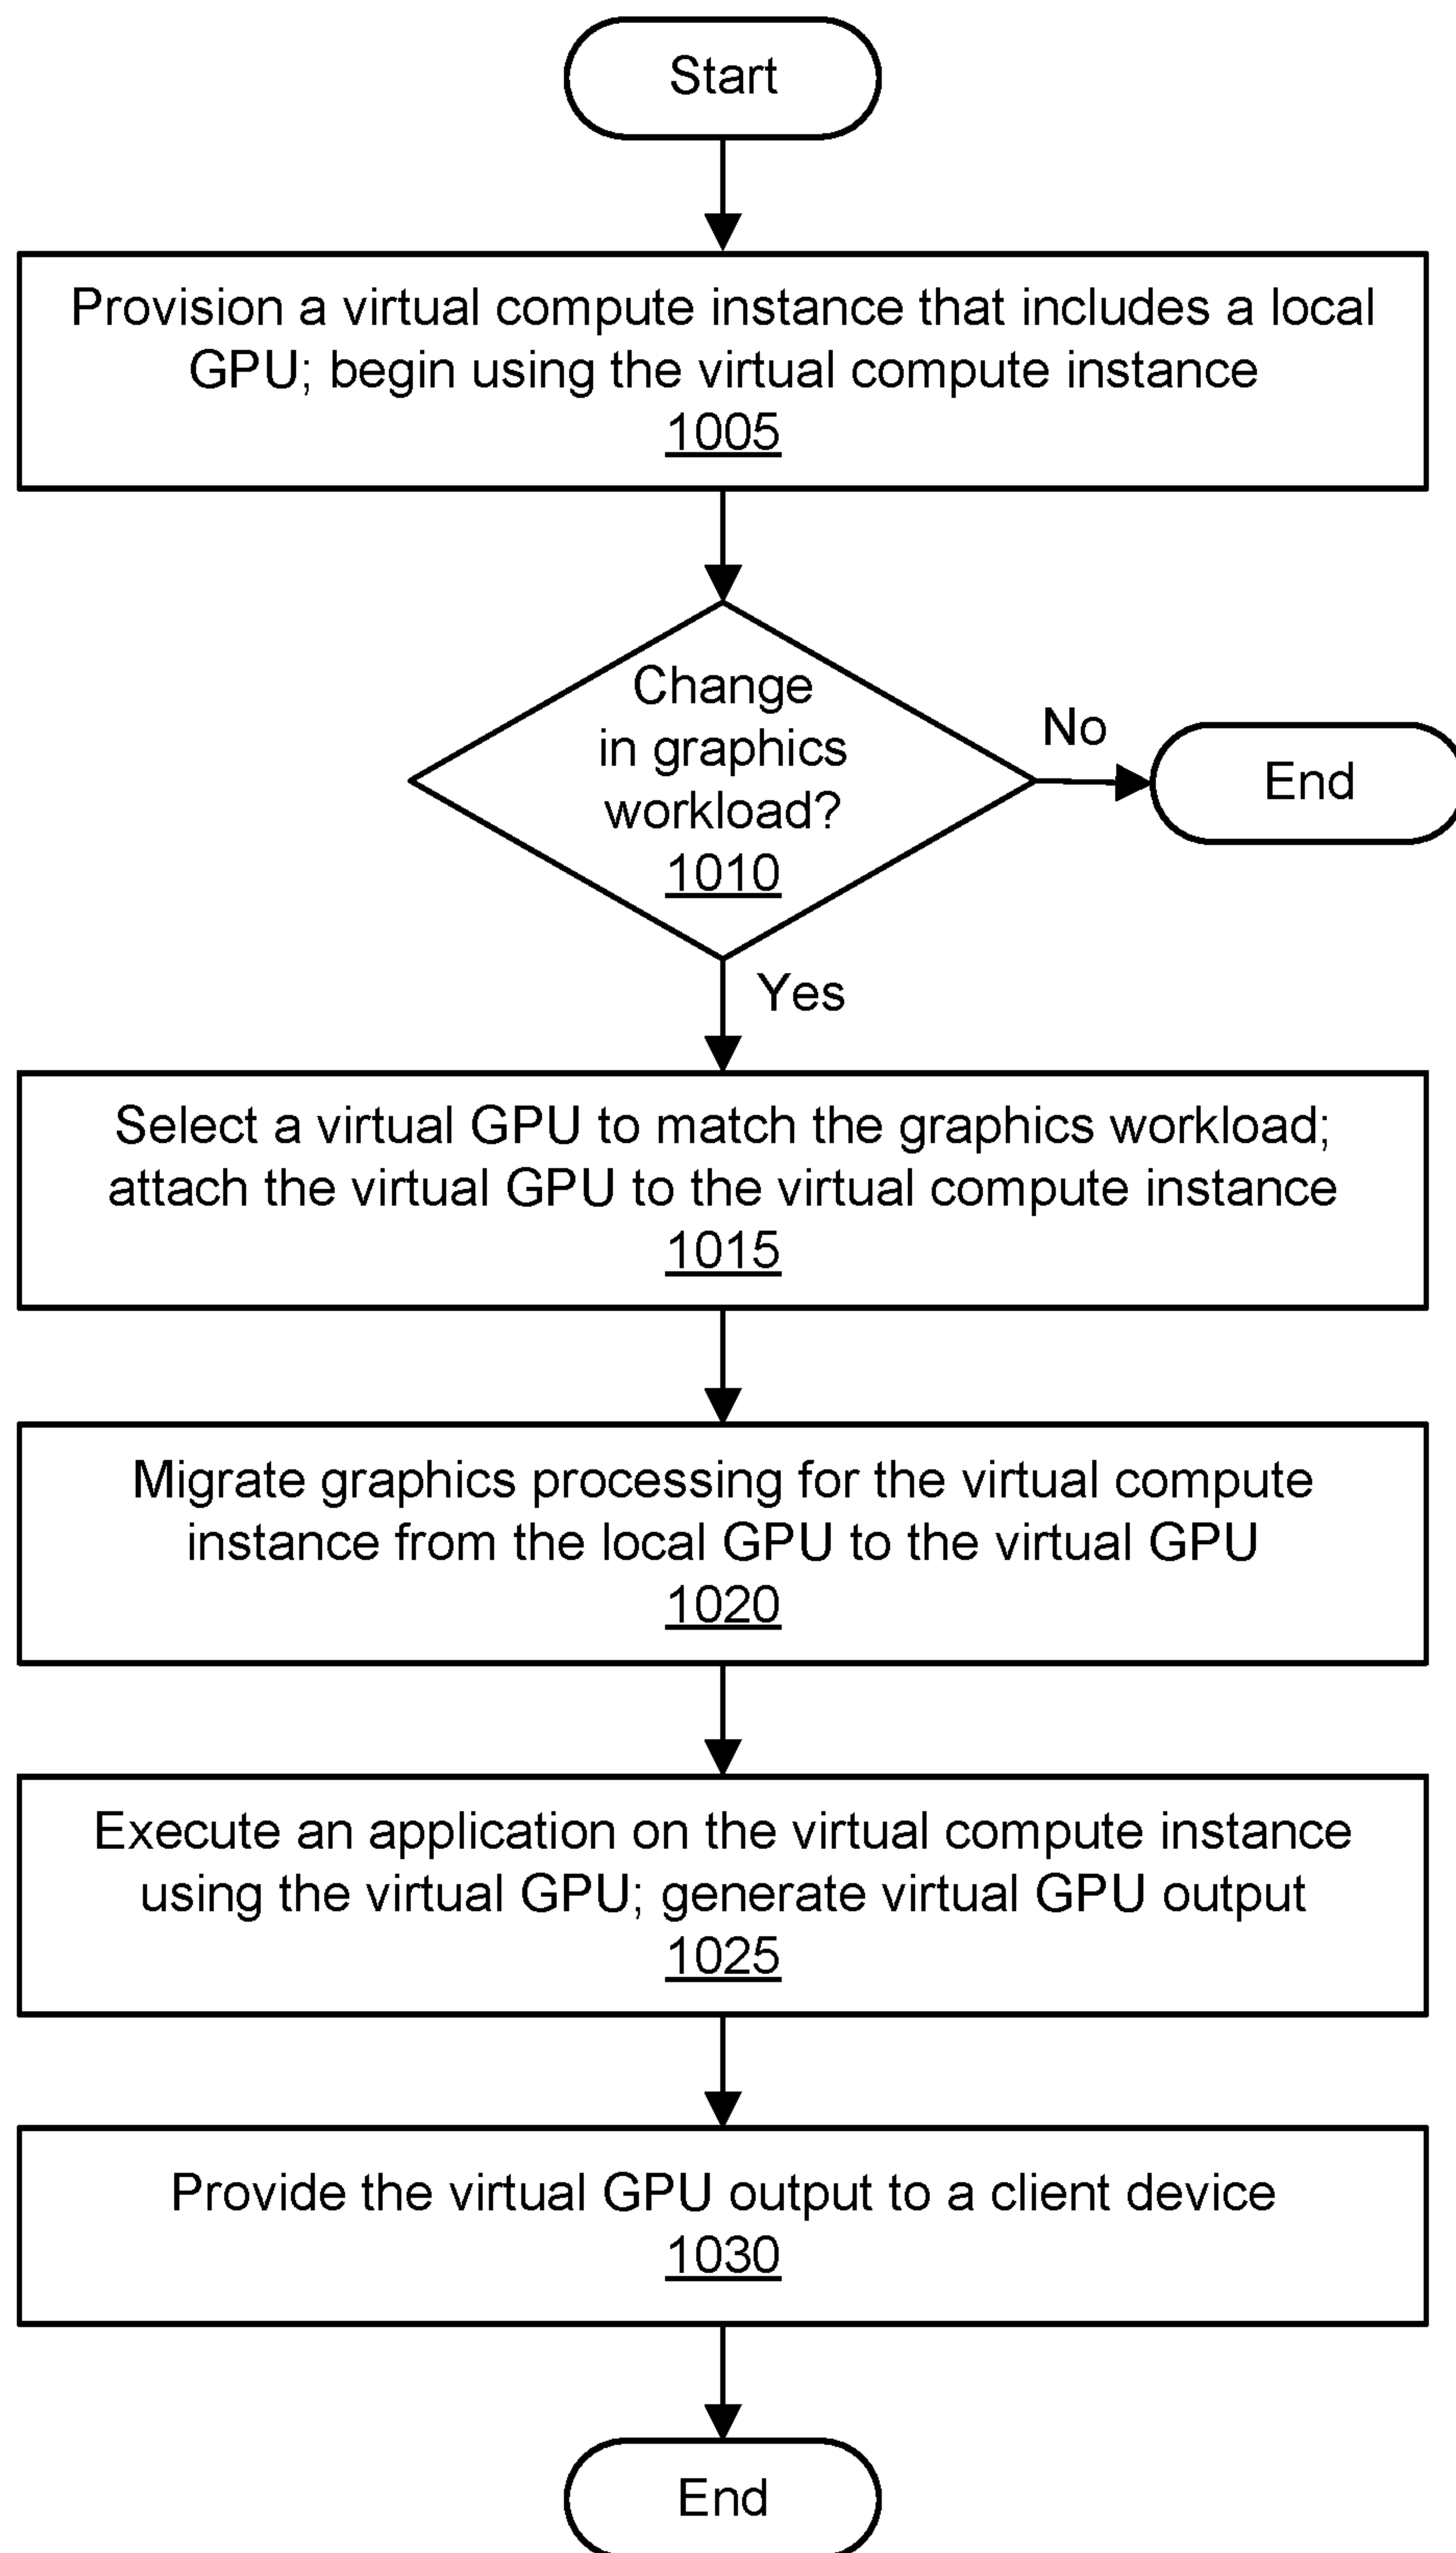 Start
Provision a virtual compute instance that includes a local
GPU; begin using the virtual compute instance
1005
Change
in graphics
workload?
1010
No
End
Yes
Select a virtual GPU to match the graphics workload;
attach the virtual GPU to the virtual compute instance
1015
Migrate graphics processing for the virtual compute
instance from the local GPU to the virtual GPU
1020
Execute an application on the virtual compute instance
using the virtual GPU; generate virtual GPU output
1025
Provide the virtual GPU output to a client device
1030
End